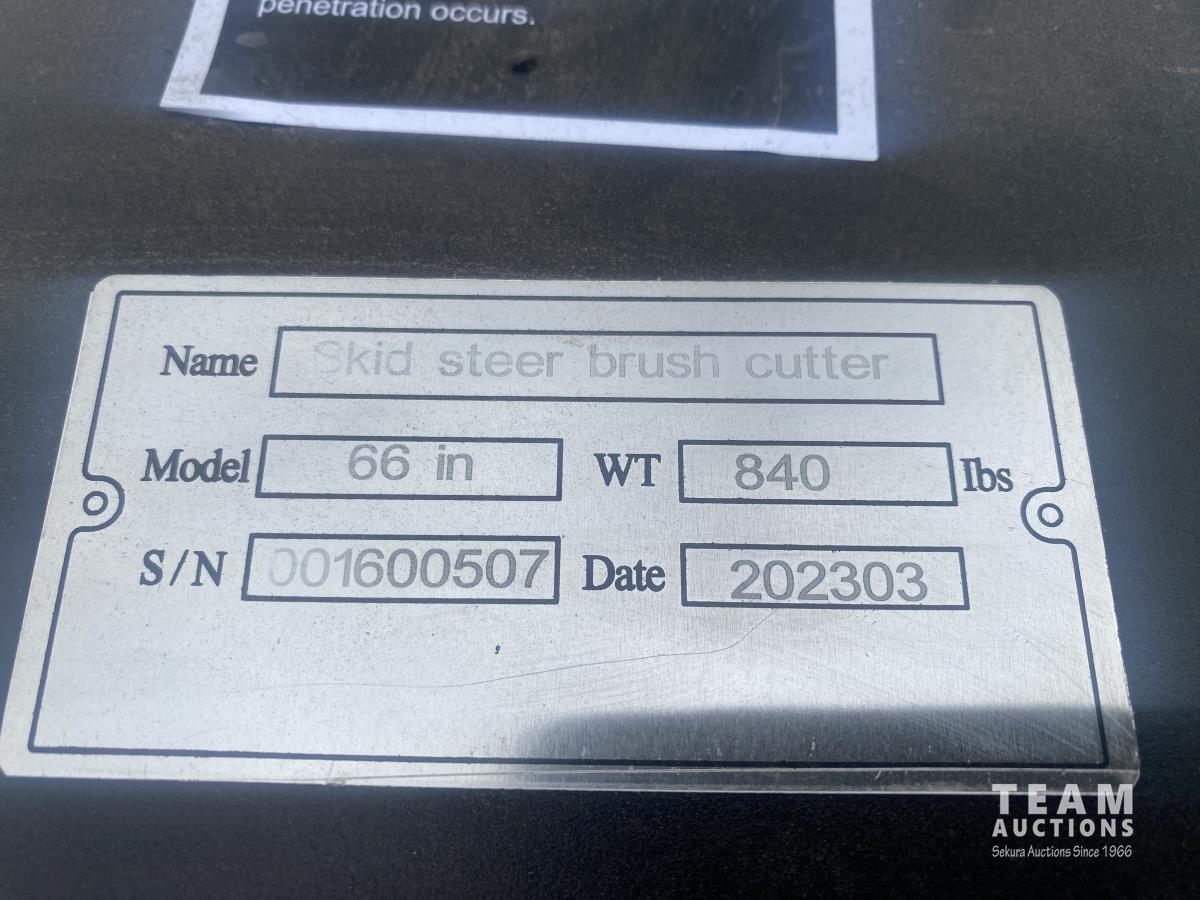 penetration occurs.
Name Skid steer brush cutter
Model 66 in WT 840 Ibs
S/N 001600507 Date 202303
TEAM
AUCTIONS
Sekura Auctions Since 1966